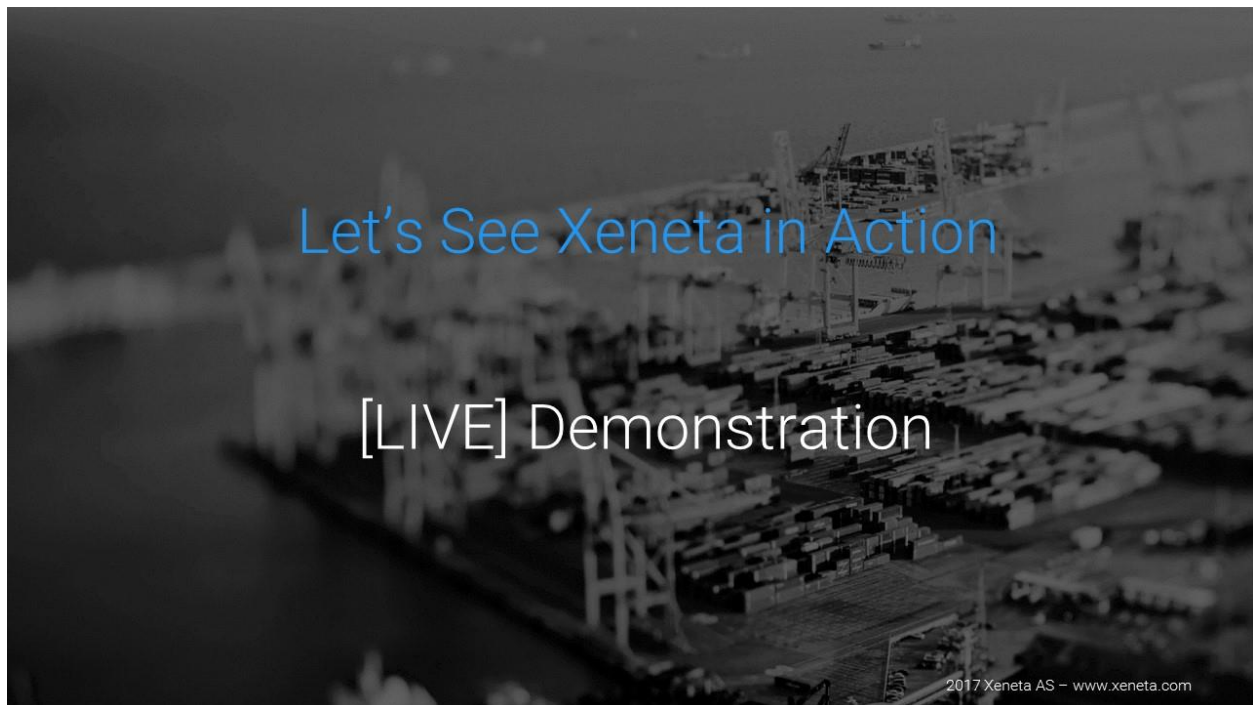 Let’s See Xeneta in Action
[LIVE] Demonstration
2017 Xeneta AS – www.xeneta.com